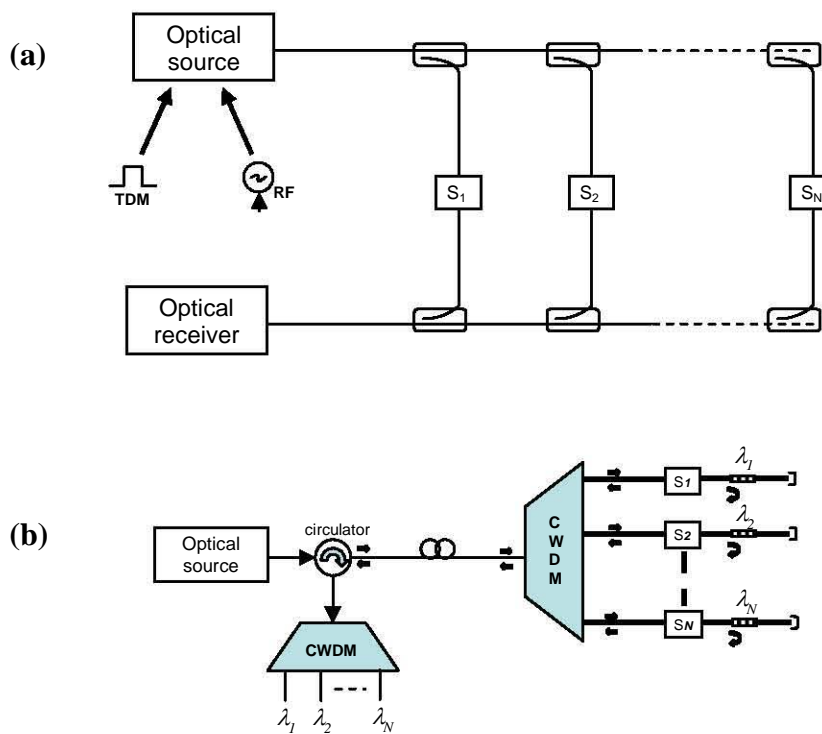 (a)
Optical
source
TDM
RF
S1
S2
SN
Optical
receiver
(b)
Optical
source
circulator
CWDM
λ1
λ2
λN
C
W
D
M
S1
λ1
S2
λ2
SN
λN